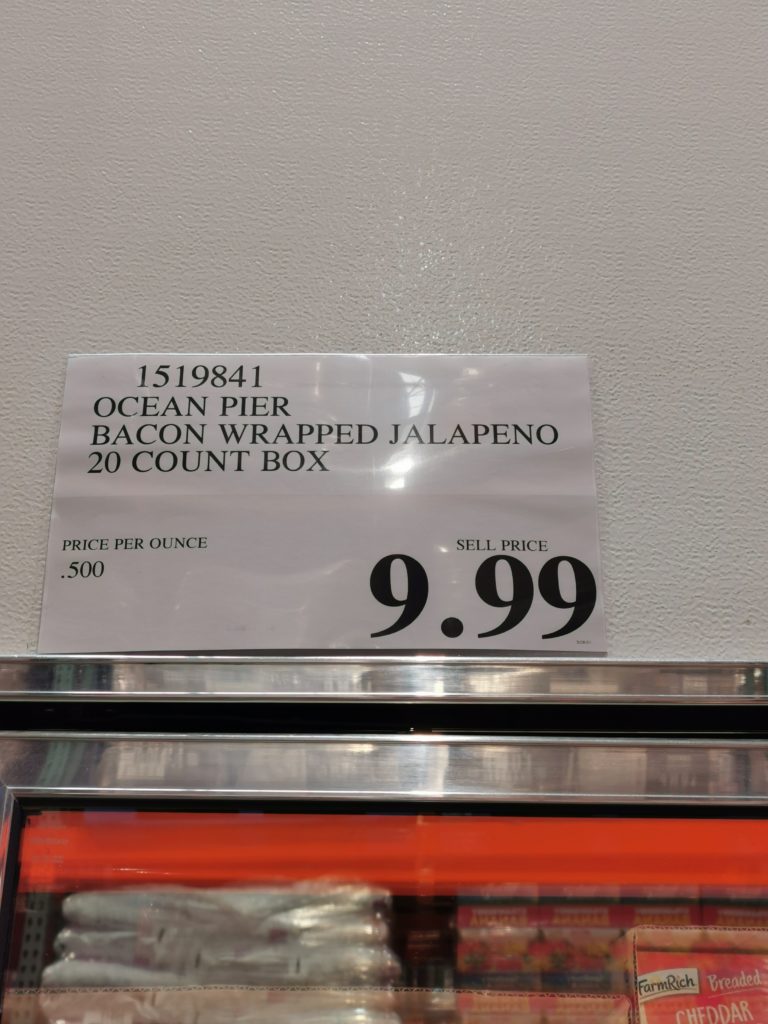 1519841
OCEAN PIER
BACON WRAPPED JALAPENO
20 COUNT BOX
PRICE PER OUNCE
.500
SELL PRICE
9.99
FarmRich Breaded
CHEDDAR